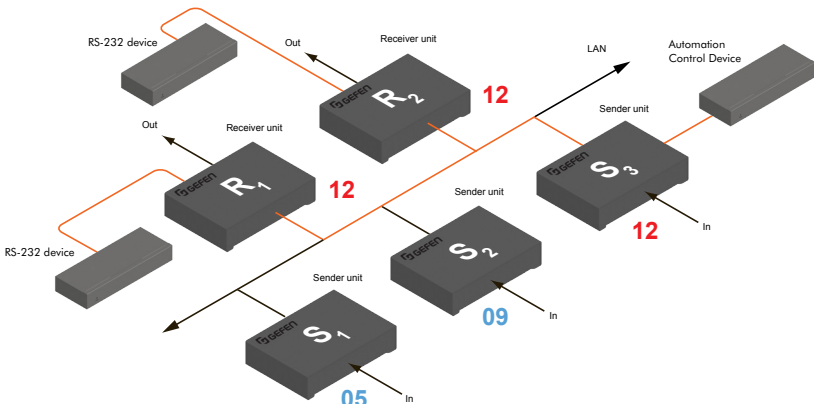 RS-232 device
Out
Receiver unit
GEFEN
R2
12
LAN
Automation
Control Device
Sender unit
GEFEN
S3
12
In
Out
Receiver unit
GEFEN
R1
12
RS-232 device
Sender unit
GEFEN
S2
09
In
Sender unit
GEFEN
S1
05
In